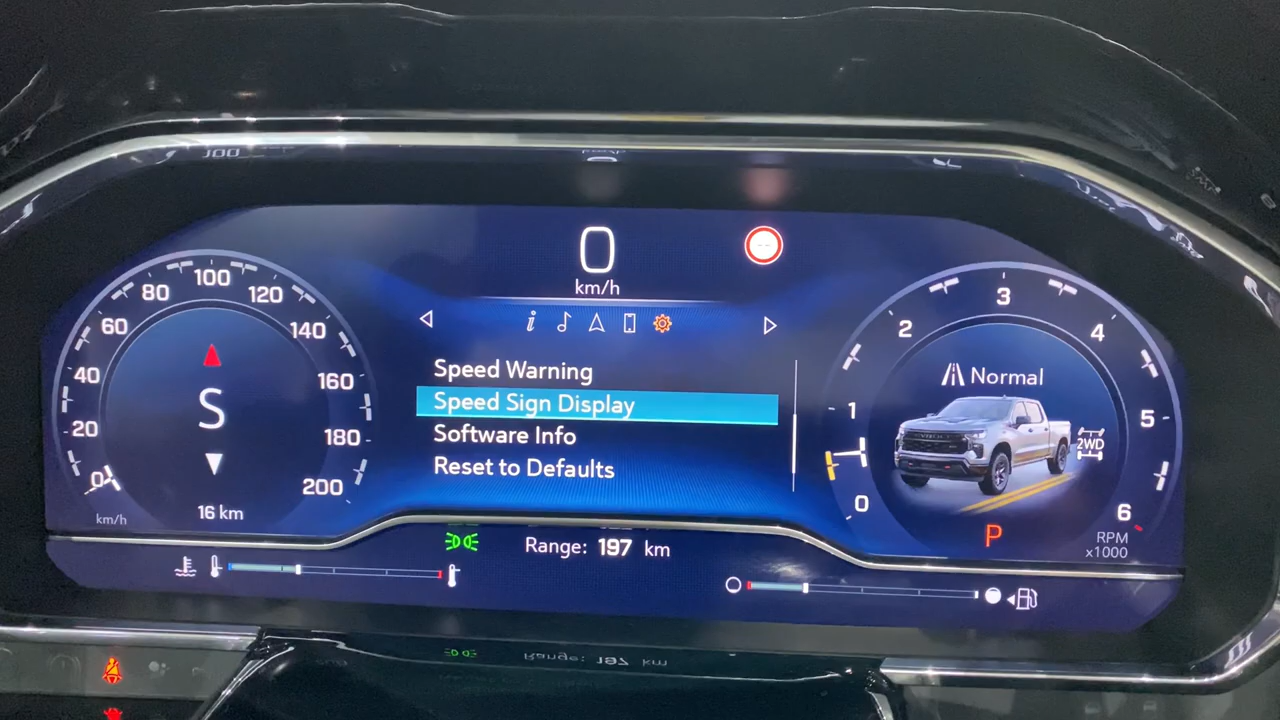 0
km/h
Speed Warning
Speed Sign Display
Software Info
Reset to Defaults
0
20
40
60
80
100
120
140
160
180
200
km/h
S
16 km
0
1
2
3
4
5
6
RPM
x1000
Normal
2WD
P
Range: 197 km